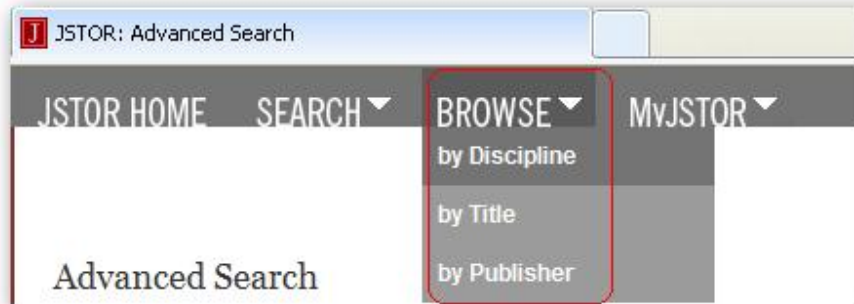 J JSTOR: Advanced Search
JSTOR HOME SEARCH BROWSE MyJSTOR
by Discipline
by Title
by Publisher
Advanced Search